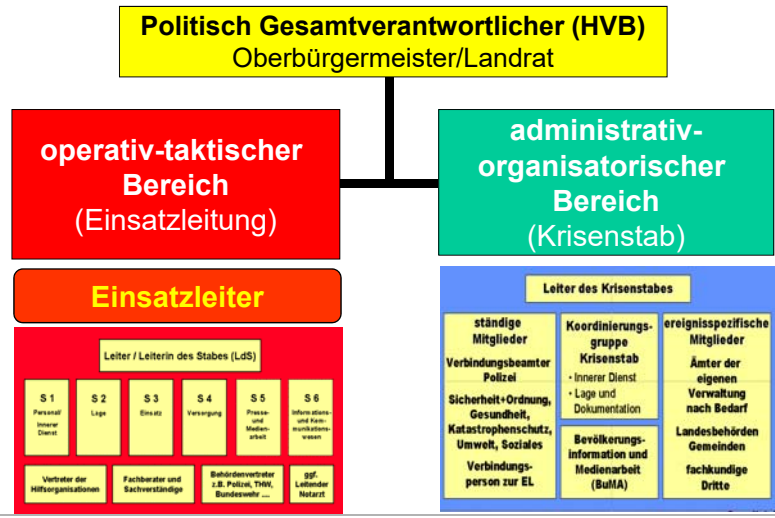 Politisch Gesamtverantwortlicher (HVB)
Oberbürgermeister/Landrat
operativ-taktischer
Bereich
(Einsatzleitung)
administrativ-
organisatorischer
Bereich
(Krisenstab)
Einsatzleiter
Leiter / Leiterin des Stabes (LdS)
S 1
Personal/
Innerer
Dienst
S 2
Lage
S 3
Einsatz
S 4
Versorgung
S 5
Presse-
und
Medien-
arbeit
S 6
Informations-
und Kom-
munikations-
wesen
Vertreter der
Hilfsorganisationen
Fachberater und
Sachverständige
Behördenvertreter
z.B. Polizei, THW,
Bundeswehr ....
ggf.
Leitender
Notarzt
Leiter des Krisenstabes
ständige
Mitglieder
Verbindungsbeamter
Polizei
Sicherheit+Ordnung,
Gesundheit,
Katastrophenschutz,
Umwelt, Soziales
Verbindungs-
person zur EL
Koordinierungs-
gruppe
Krisenstab
· Innerer Dienst
· Lage und
Dokumentation
Bevölkerungs-
information und
Medienarbeit
(BuMA)
ereignisspezifische
Mitglieder
Ämter der
eigenen
Verwaltung
nach Bedarf
Landesbehörden
Gemeinden
fachkundige
Dritte